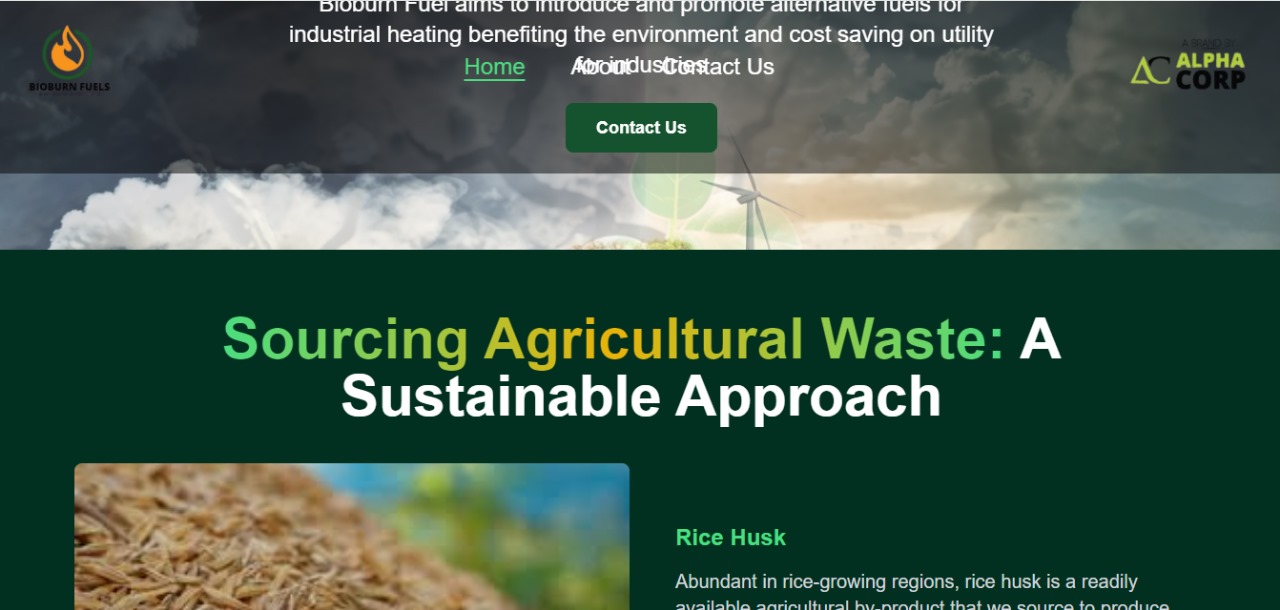 Bioburn Fuel aims to introduce and promote alternative fuels for
industrial heating benefiting the environment and cost saving on utility
for industries
Home About Contact Us
BIOBURN FUELS
A BRAND BY
AC ALPHA
CORP
Contact Us
Sourcing Agricultural Waste: A
Sustainable Approach
Rice Husk
Abundant in rice-growing regions, rice husk is a readily
available agricultural by-product that we source to produce